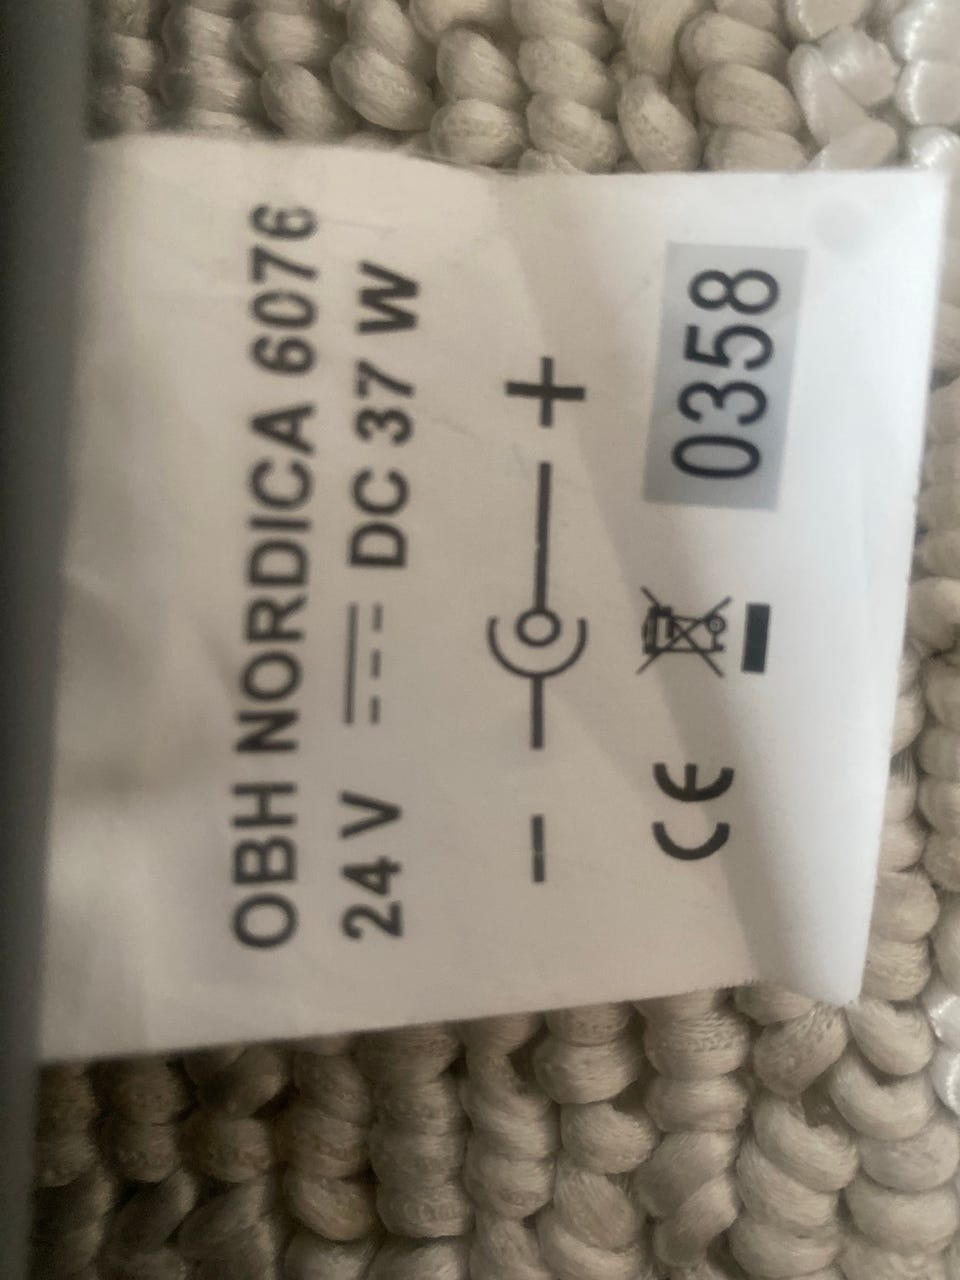 OBH NORDICA 6076
24 V ⎓ DC 37 W
- +
CE 0358